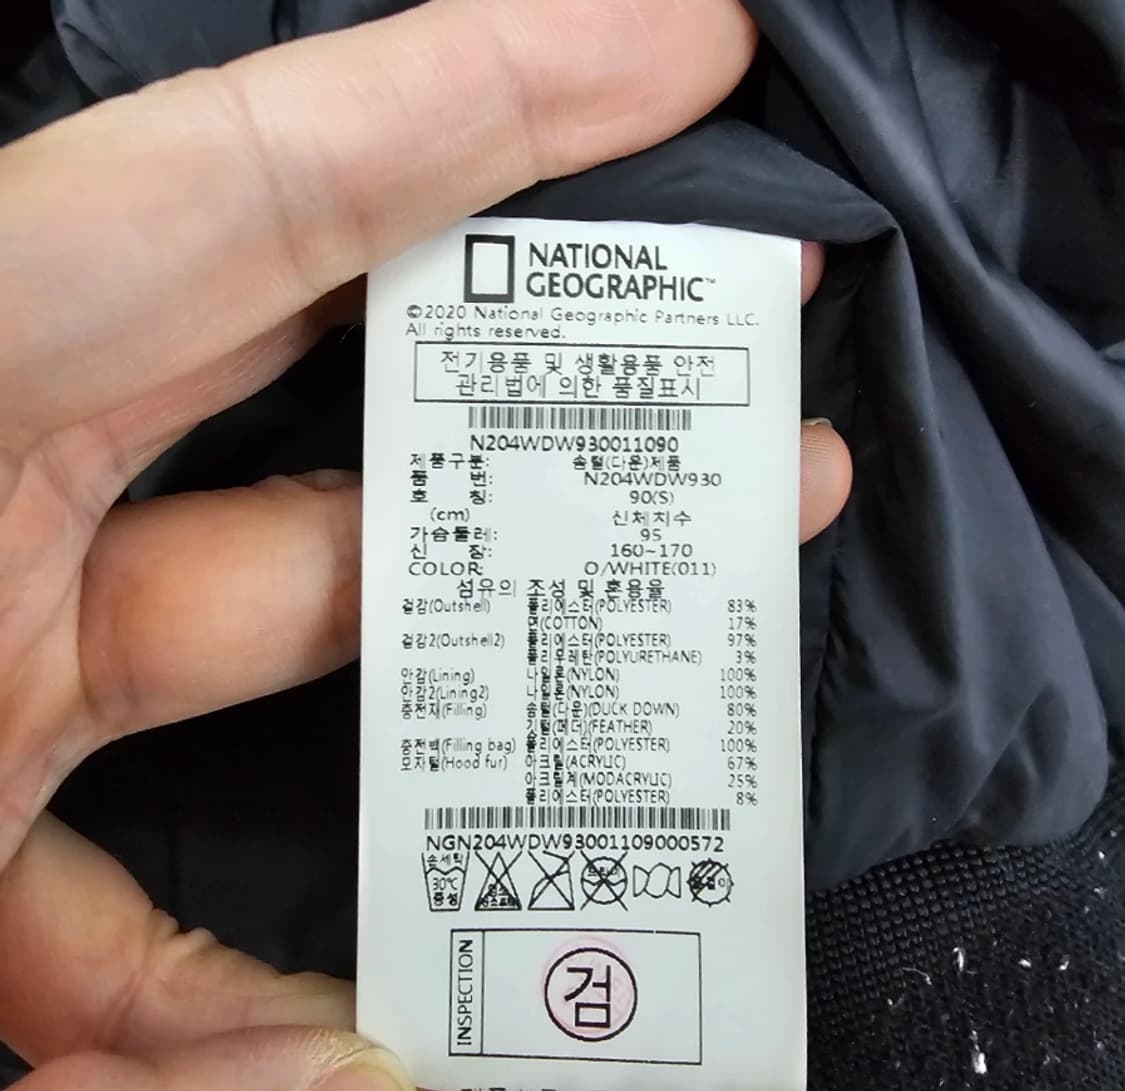 NATIONAL
GEOGRAPHIC™
©2020 National Geographic Partners LLC.
All rights reserved.
전기용품 및 생활용품 안전
관리법에 의한 품질표시
N204WDW930011090
제품구분: 솜털(다운)제품
품 번: N204WDW930
호 칭: 90(S)
(cm) 신체치수
가슴둘레: 95
신 장: 160~170
COLOR: O/WHITE(011)
섬유의 조성 및 혼용율
겉감(Outshell) 폴리에스터(POLYESTER) 83%
면(COTTON) 17%
겉감2(Outshell2) 폴리에스터(POLYESTER) 97%
폴리우레탄(POLYURETHANE) 3%
안감(Lining) 나일론(NYLON) 100%
안감2(Lining2) 나일론(NYLON) 100%
충전재(Filling) 솜털(다운)(DUCK DOWN) 80%
깃털(페더)(FEATHER) 20%
충전백(Filling bag) 폴리에스터(POLYESTER) 100%
모자털(Hood fur) 아크릴(ACRYLIC) 67%
아크릴계(MODACRYLIC) 25%
폴리에스터(POLYESTER) 8%
NGN204WDW93001109000572
손세탁
30℃
중성
드라이
INSPECTION
검